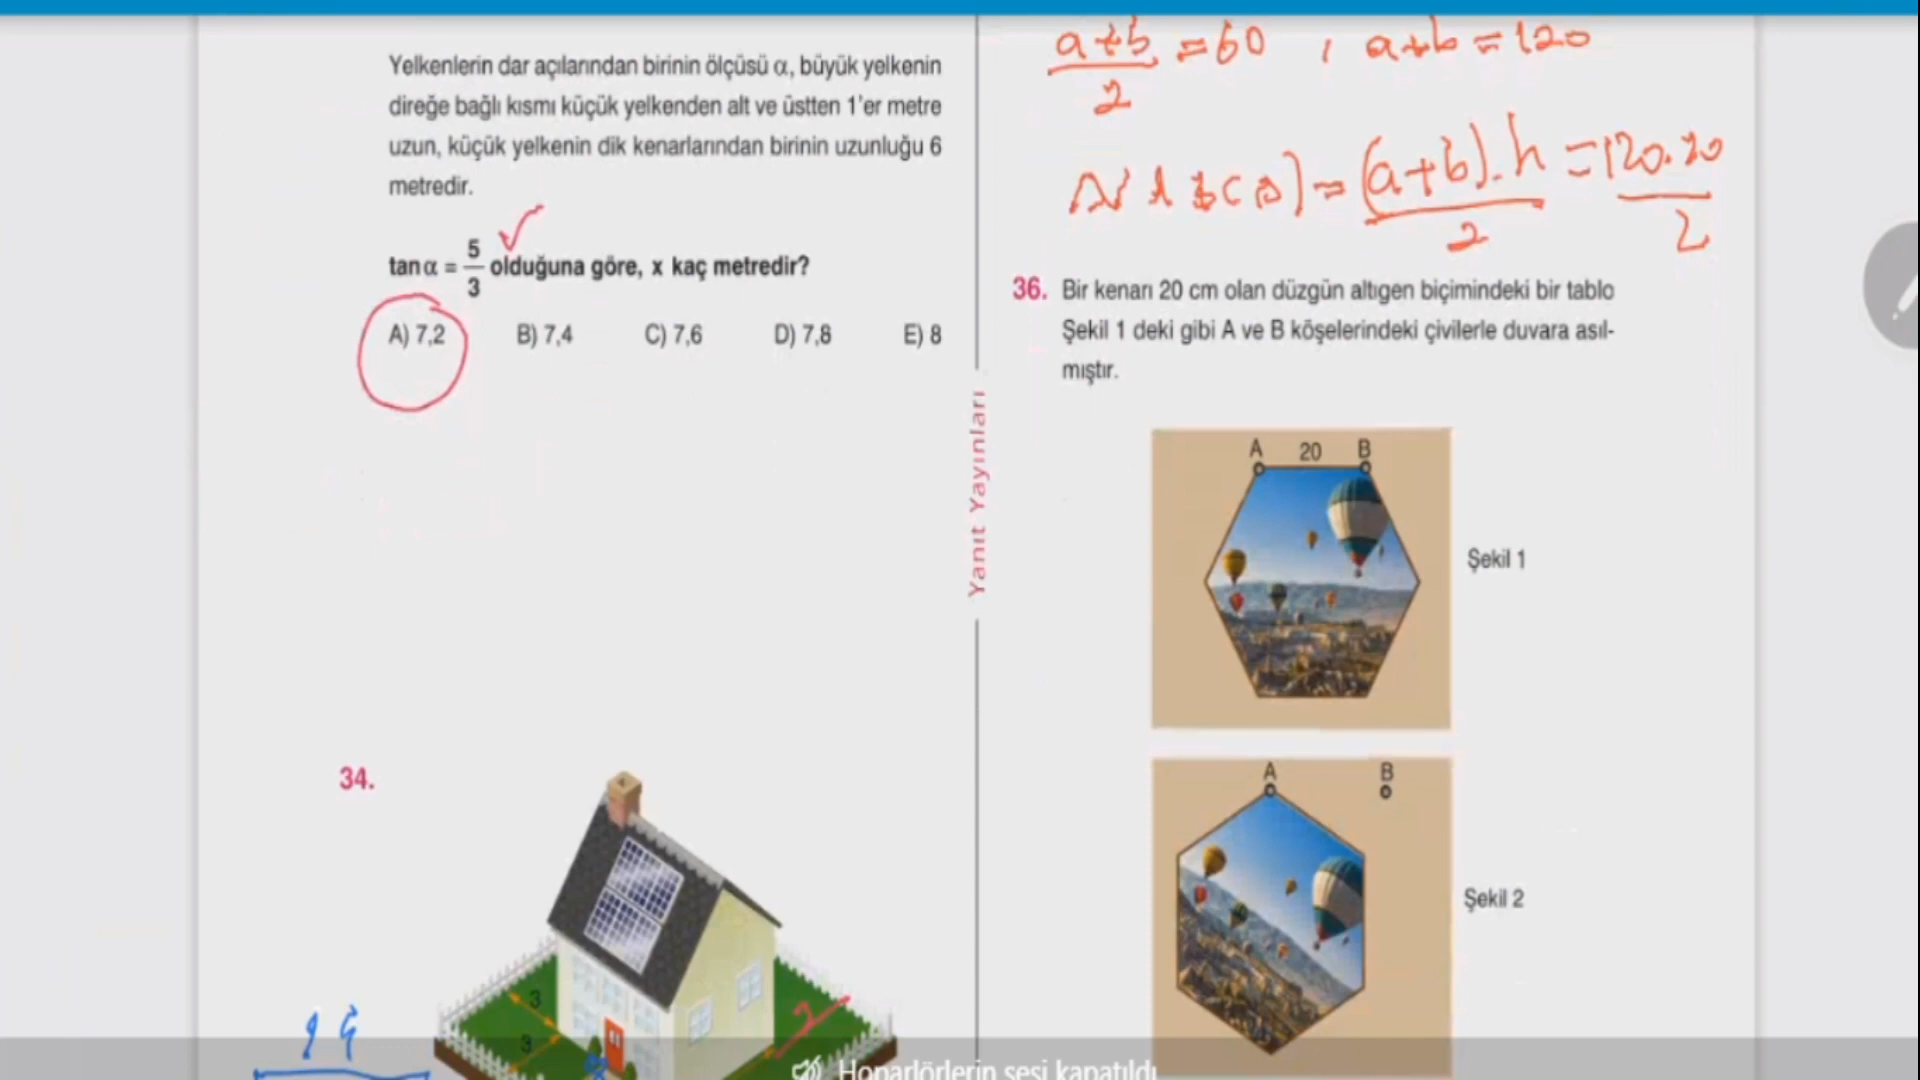 Yelkenlerin dar açılarından birinin ölçüsü α, büyük yelkenin
direğe bağlı kısmı küçük yelkenden alt ve üstten 1'er metre
uzun, küçük yelkenin dik kenarlarından birinin uzunluğu 6
metredir.
tan α = 5/3 olduğuna göre, x kaç metredir?
A) 7,2 B) 7,4 C) 7,6 D) 7,8 E) 8
34.
3
3
Yanıt Yayınları
a+b/2 = 60 , a+b = 120
(a+b).h/2 = 120.20/2
36. Bir kenarı 20 cm olan düzgün altıgen biçimindeki bir tablo
Şekil 1 deki gibi A ve B köşelerindeki çivilerle duvara asıl-
mıştır.
A 20 B
Şekil 1
A B
Şekil 2
Hoparlörlerin sesi kapatıldı